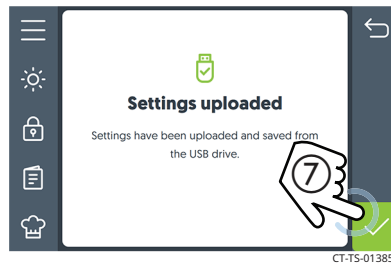 Settings uploaded
Settings have been uploaded and saved from
the USB drive.
7
CT-TS-01385